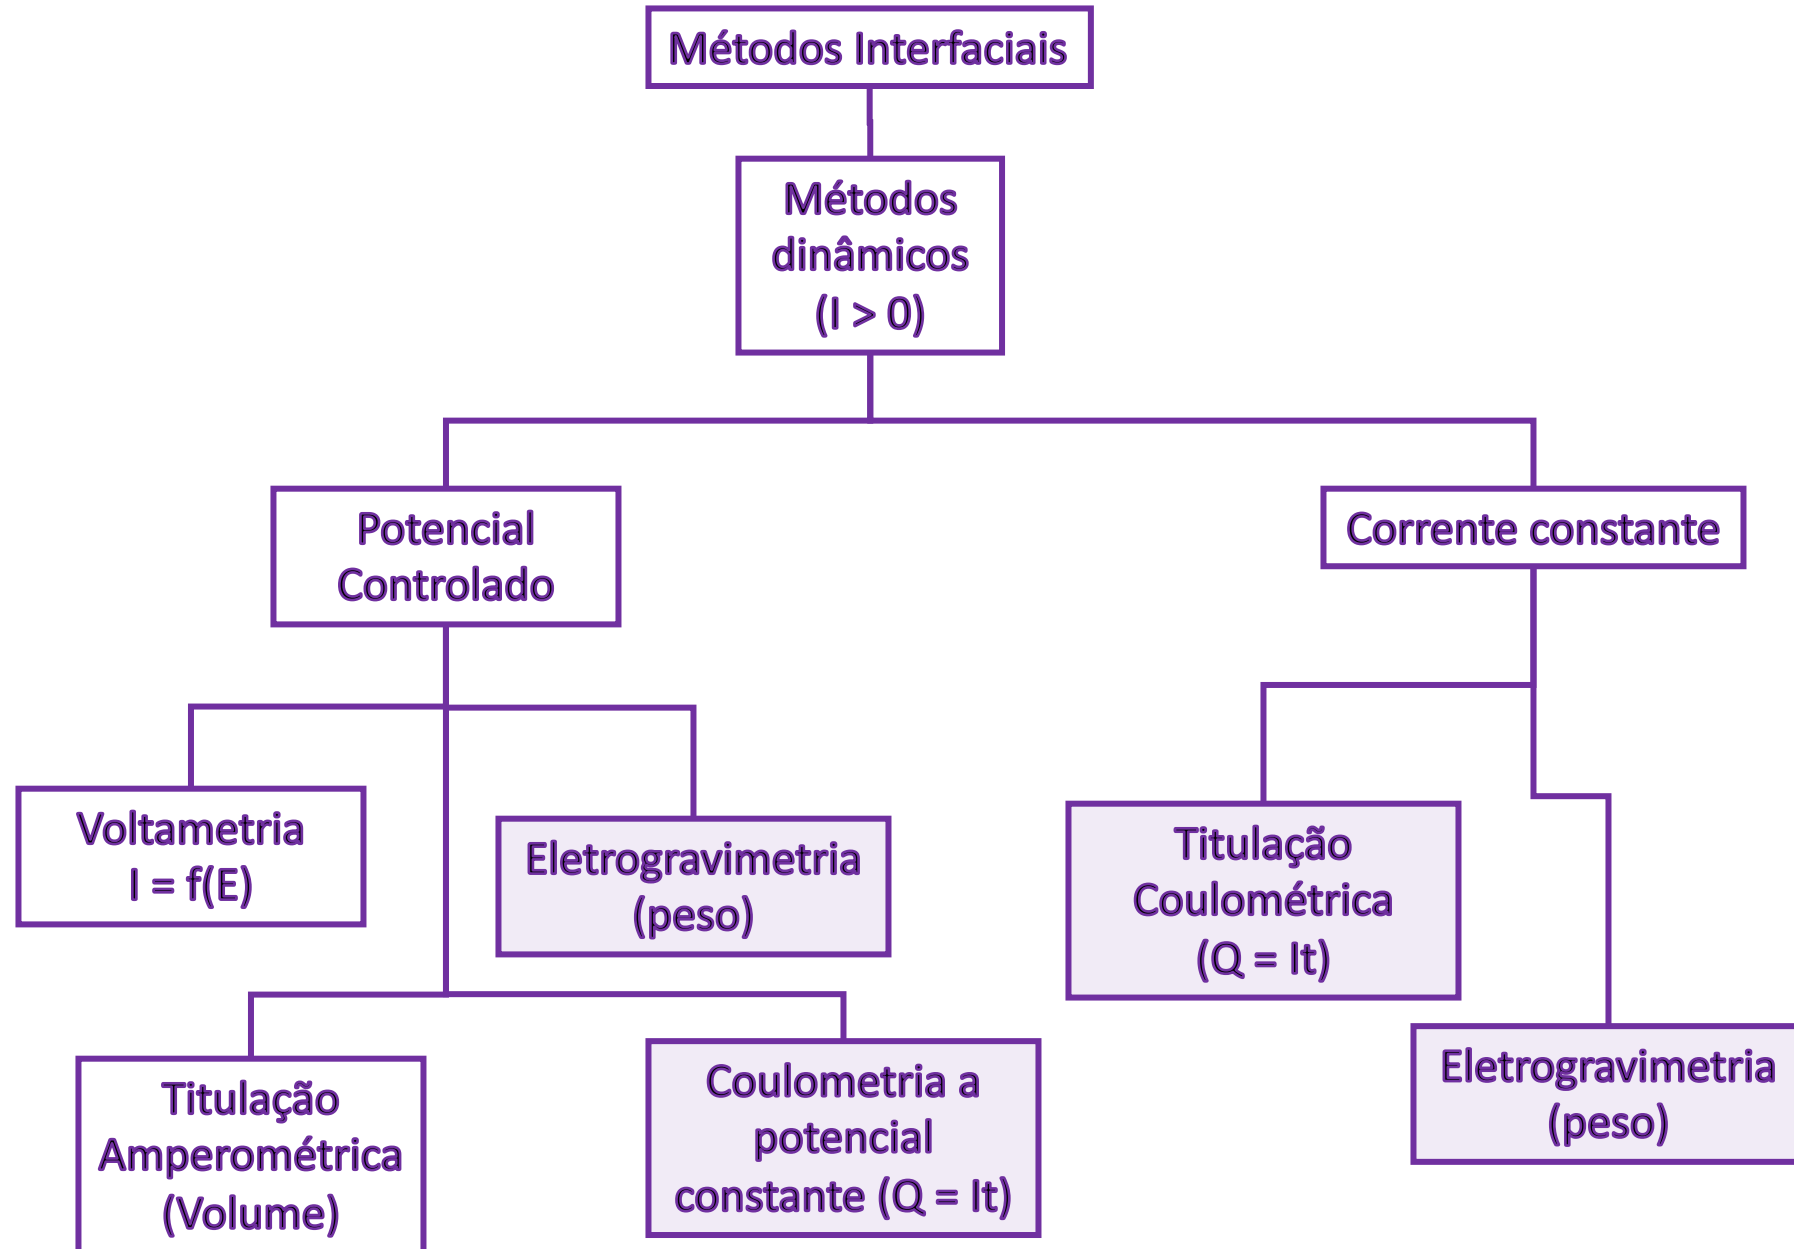 Métodos Interfaciais
Métodos
dinâmicos
(I > 0)
Potencial
Controlado
Corrente constante
Voltametria
I = f(E)
Eletrogravimetria
(peso)
Titulação
Coulométrica
(Q = It)
Titulação
Amperométrica
(Volume)
Coulometria a
potencial
constante (Q = It)
Eletrogravimetria
(peso)